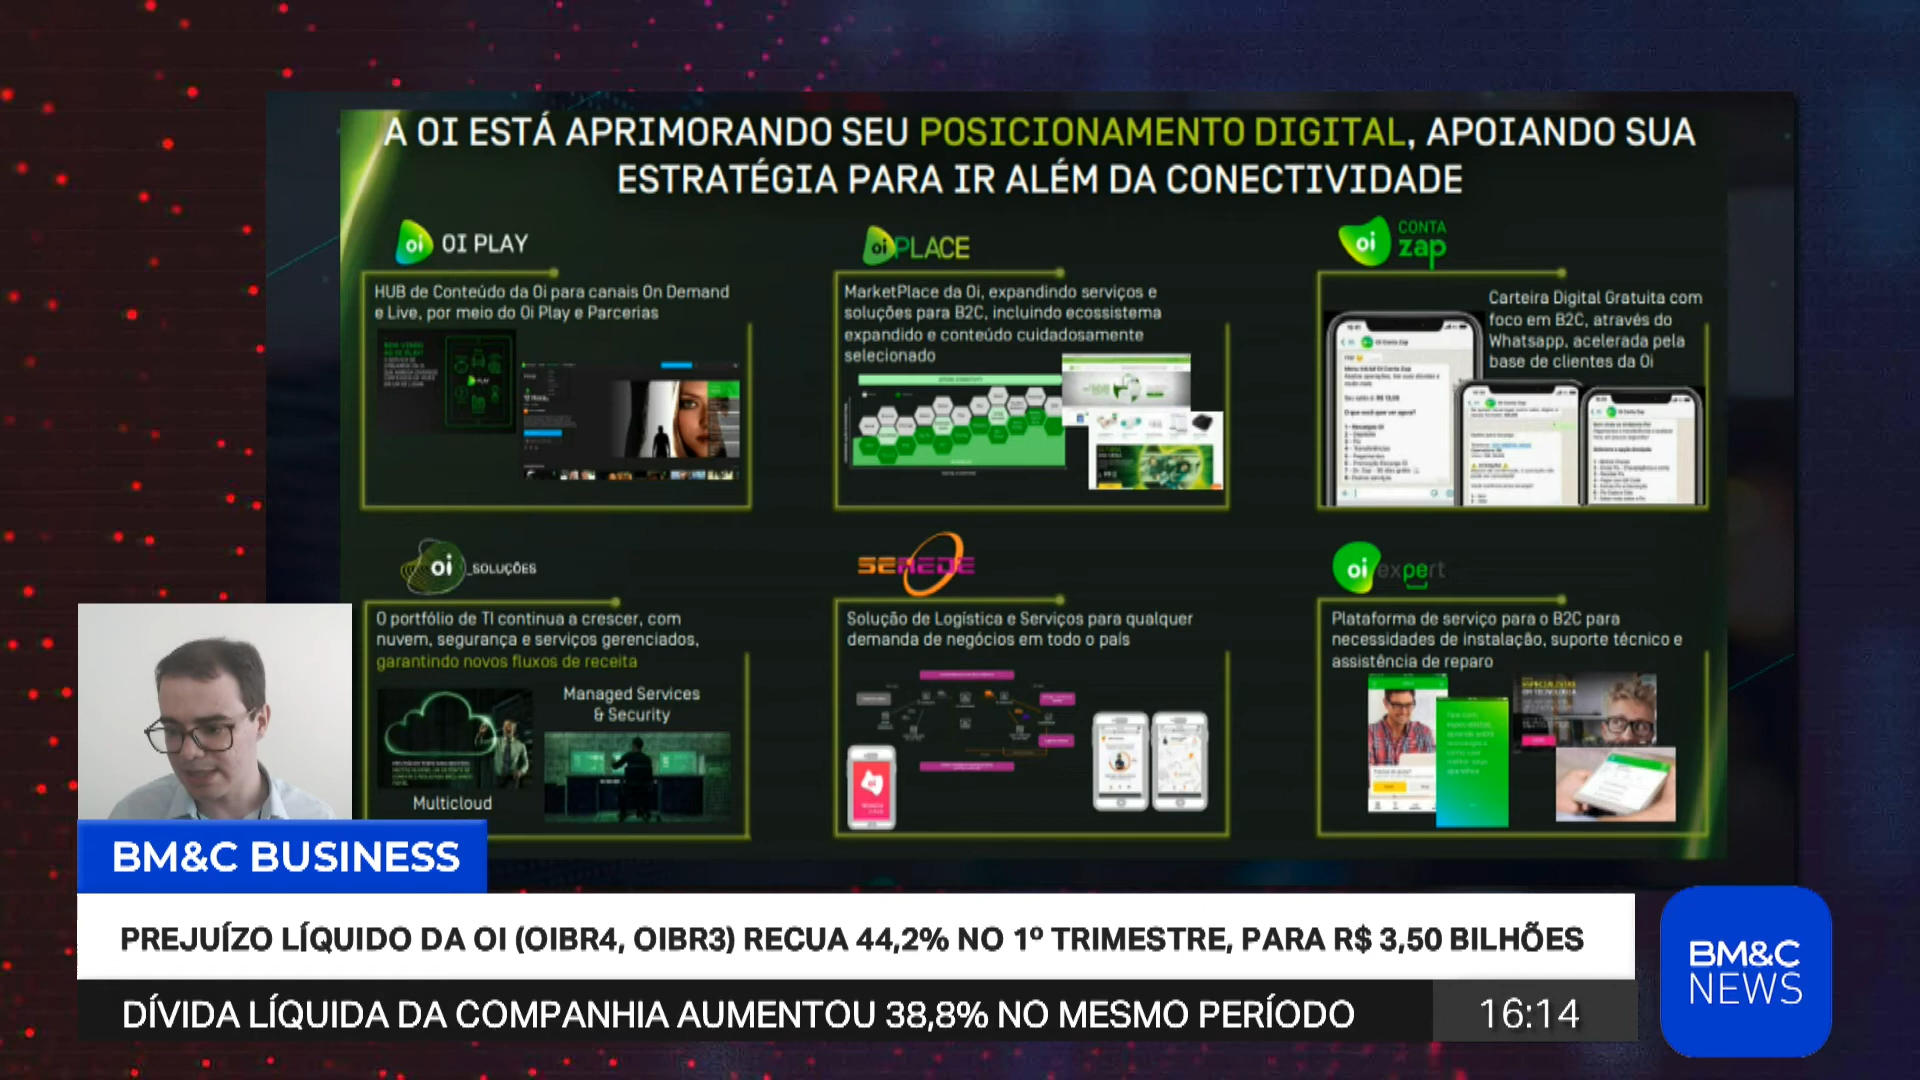 A OI ESTÁ APRIMORANDO SEU POSICIONAMENTO DIGITAL, APOIANDO SUA
ESTRATÉGIA PARA IR ALÉM DA CONECTIVIDADE
oi OI PLAY
HUB de Conteúdo da Oi para canais On Demand
e Live, por meio do Oi Play e Parcerias
oi PLACE
MarketPlace da Oi, expandindo serviços e
soluções para B2C, incluindo ecossistema
expandido e conteúdo cuidadosamente
selecionado
oi CONTA
zap
Carteira Digital Gratuita com
foco em B2C, através do
Whatsapp, acelerada pela
base de clientes da Oi
oi _SOLUÇÕES
O portfólio de TI continua a crescer, com
nuvem, segurança e serviços gerenciados,
garantindo novos fluxos de receita
Managed Services
& Security
Multicloud
SEREDE
Solução de Logística e Serviços para qualquer
demanda de negócios em todo o país
oi expert
Plataforma de serviço para o B2C para
necessidades de instalação, suporte técnico e
assistência de reparo
BM&C BUSINESS
PREJUÍZO LÍQUIDO DA OI (OIBR4, OIBR3) RECUA 44,2% NO 1º TRIMESTRE, PARA R$ 3,50 BILHÕES
DÍVIDA LÍQUIDA DA COMPANHIA AUMENTOU 38,8% NO MESMO PERÍODO
16:14
BM&C
NEWS